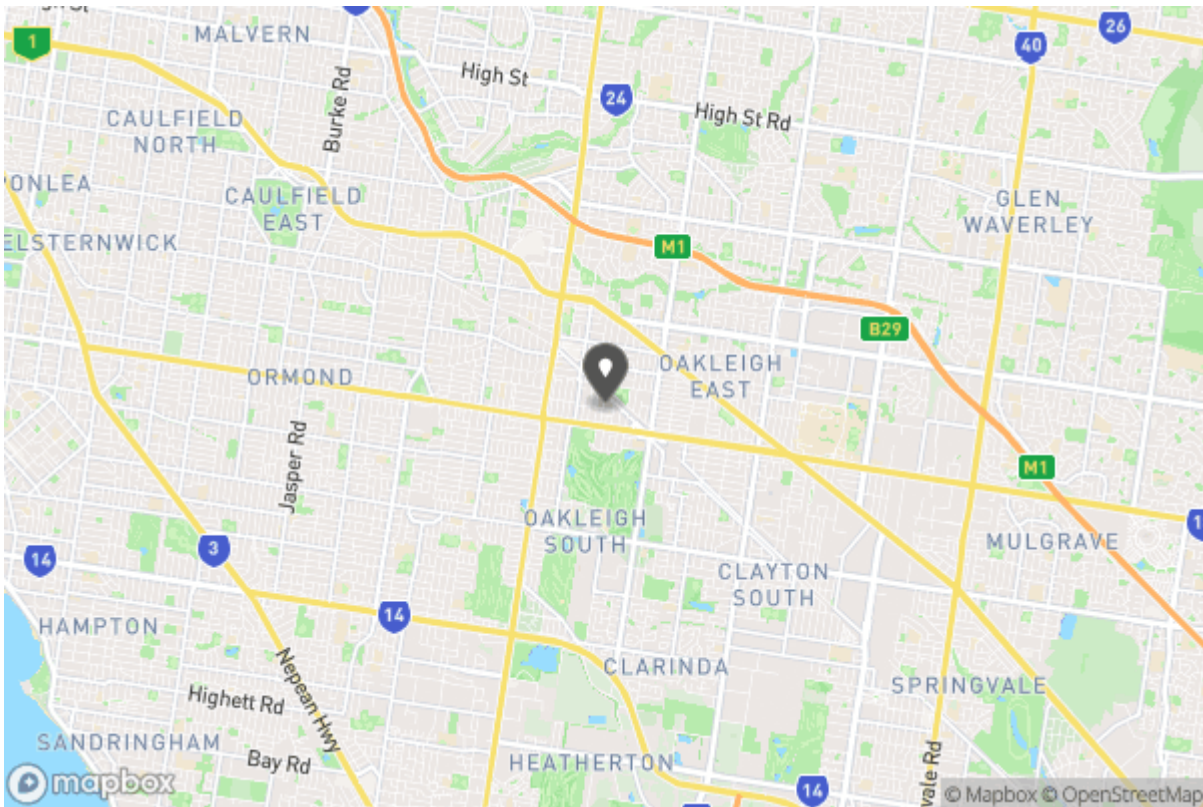 26
1
MALVERN
40
High St
24
Burke Rd
High St Rd
CAULFIELD
NORTH
CAULFIELD
EAST
GLEN
WAVERLEY
ELSTERNWICK
M1
B29
OAKLEIGH
EAST
ORMOND
Jasper Rd
M1
OAKLEIGH
SOUTH
MULGRAVE
3
14
CLAYTON
SOUTH
14
HAMPTON
CLARINDA
SPRINGVALE
Nepean Hwy
Highett Rd
SANDRINGHAM
Bay Rd
HEATHERTON
vale Rd
14
mapbox
© Mapbox © OpenStreetMap